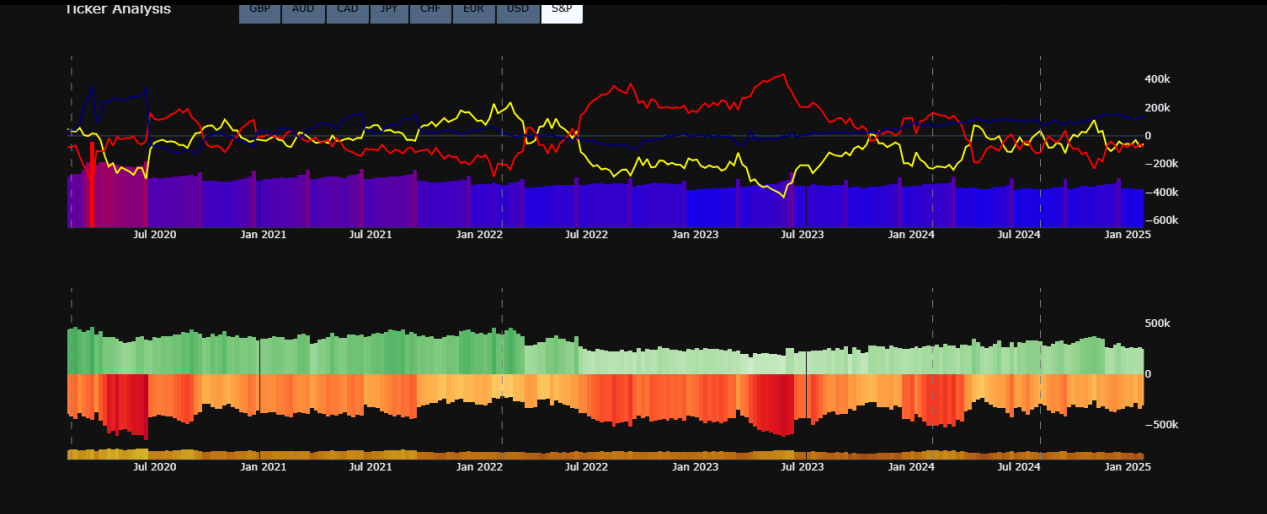 Ticker Analysis
GBP AUD CAD JPY CHF EUR USD S&P
400k
200k
0
−200k
−400k
−600k
Jul 2020 Jan 2021 Jul 2021 Jan 2022 Jul 2022 Jan 2023 Jul 2023 Jan 2024 Jul 2024 Jan 2025
500k
0
−500k
Jul 2020 Jan 2021 Jul 2021 Jan 2022 Jul 2022 Jan 2023 Jul 2023 Jan 2024 Jul 2024 Jan 2025